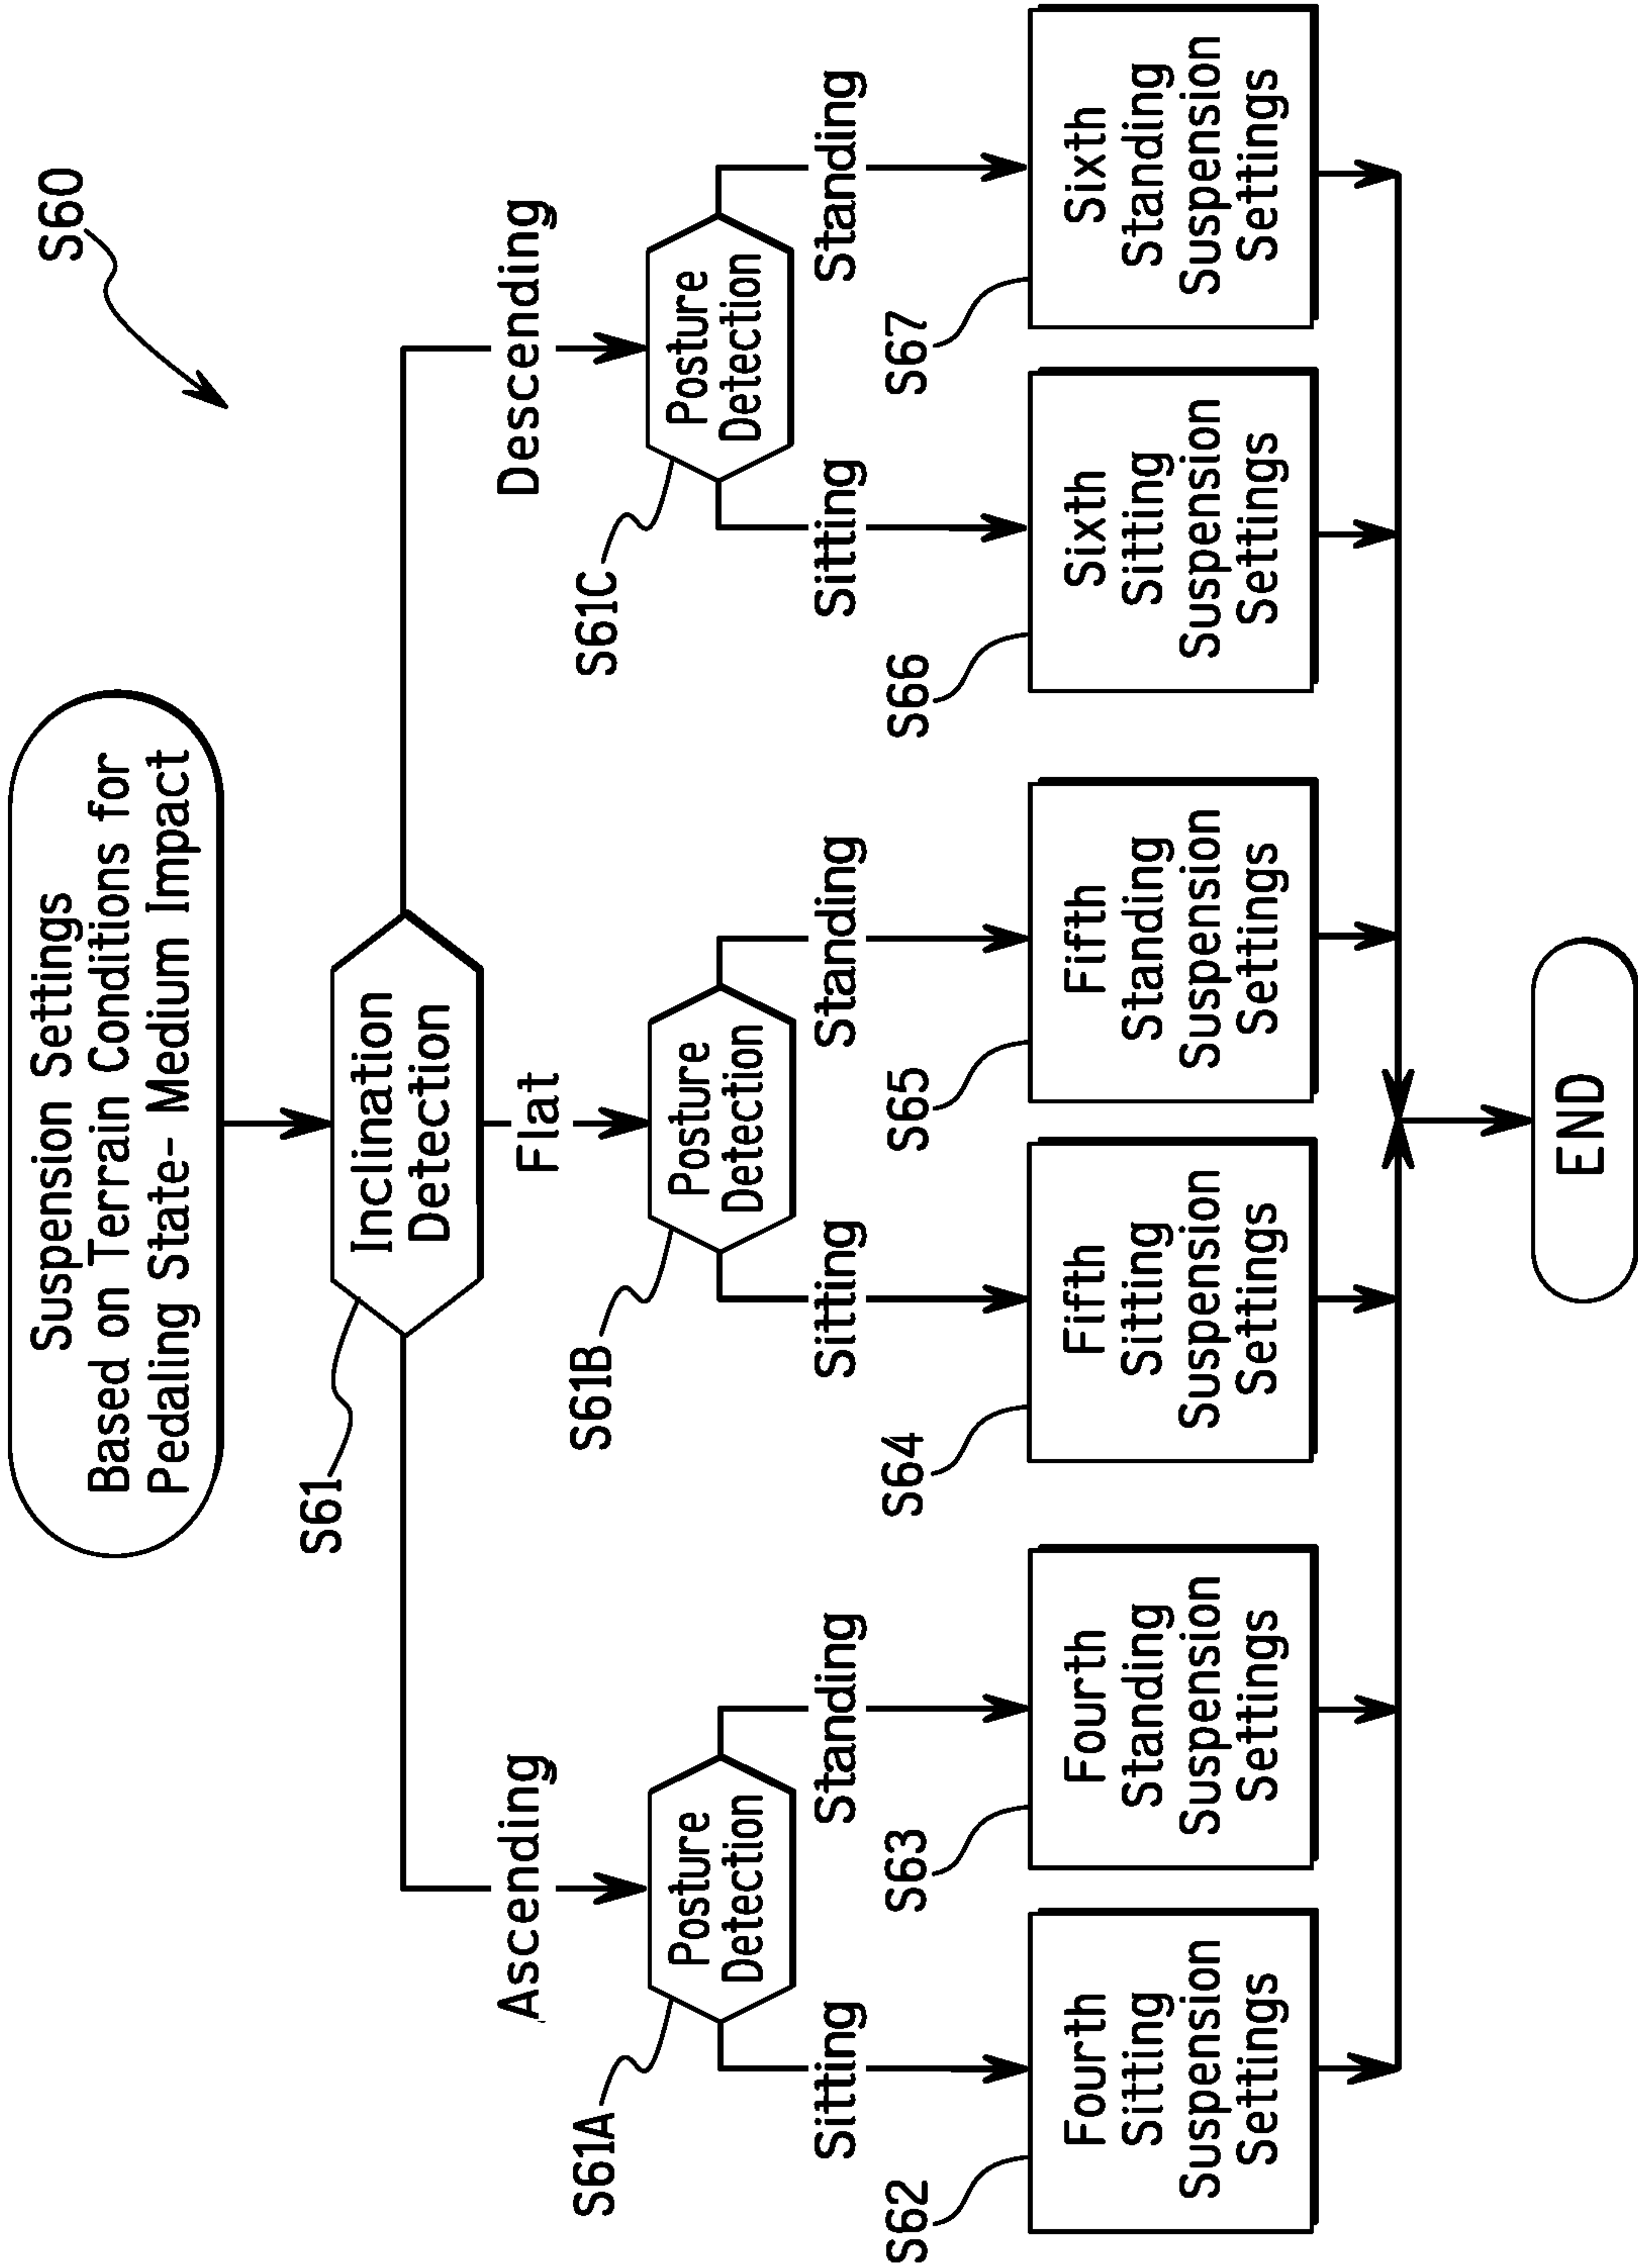 S60
Suspension Settings
Based on Terrain Conditions for
Pedaling State- Medium Impact
S61
Inclination
Detection
Ascending
Flat
Descending
S61A
Posture
Detection
S61B
Posture
Detection
S61C
Posture
Detection
Sitting
Standing
Sitting
Standing
Sitting
Standing
S62
Fourth
Sitting
Suspension
Settings
S63
Fourth
Standing
Suspension
Settings
S64
Fifth
Sitting
Suspension
Settings
S65
Fifth
Standing
Suspension
Settings
S66
Sixth
Sitting
Suspension
Settings
S67
Sixth
Standing
Suspension
Settings
END